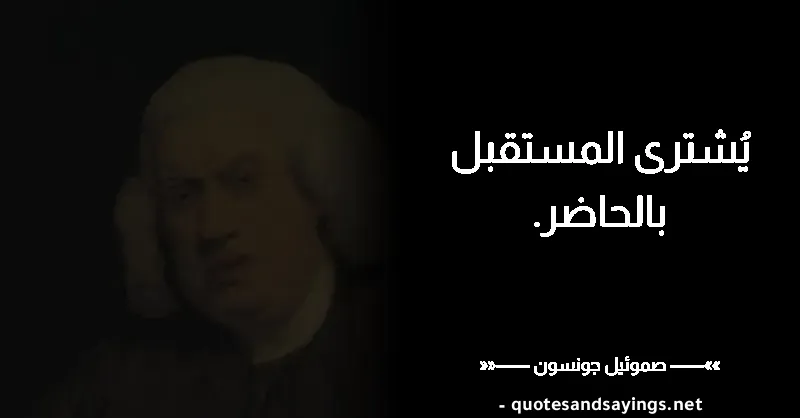 يُشترى المستقبل
بالحاضر.
»»—— صموئيل جونسون ——««
- quotesandsayings.net